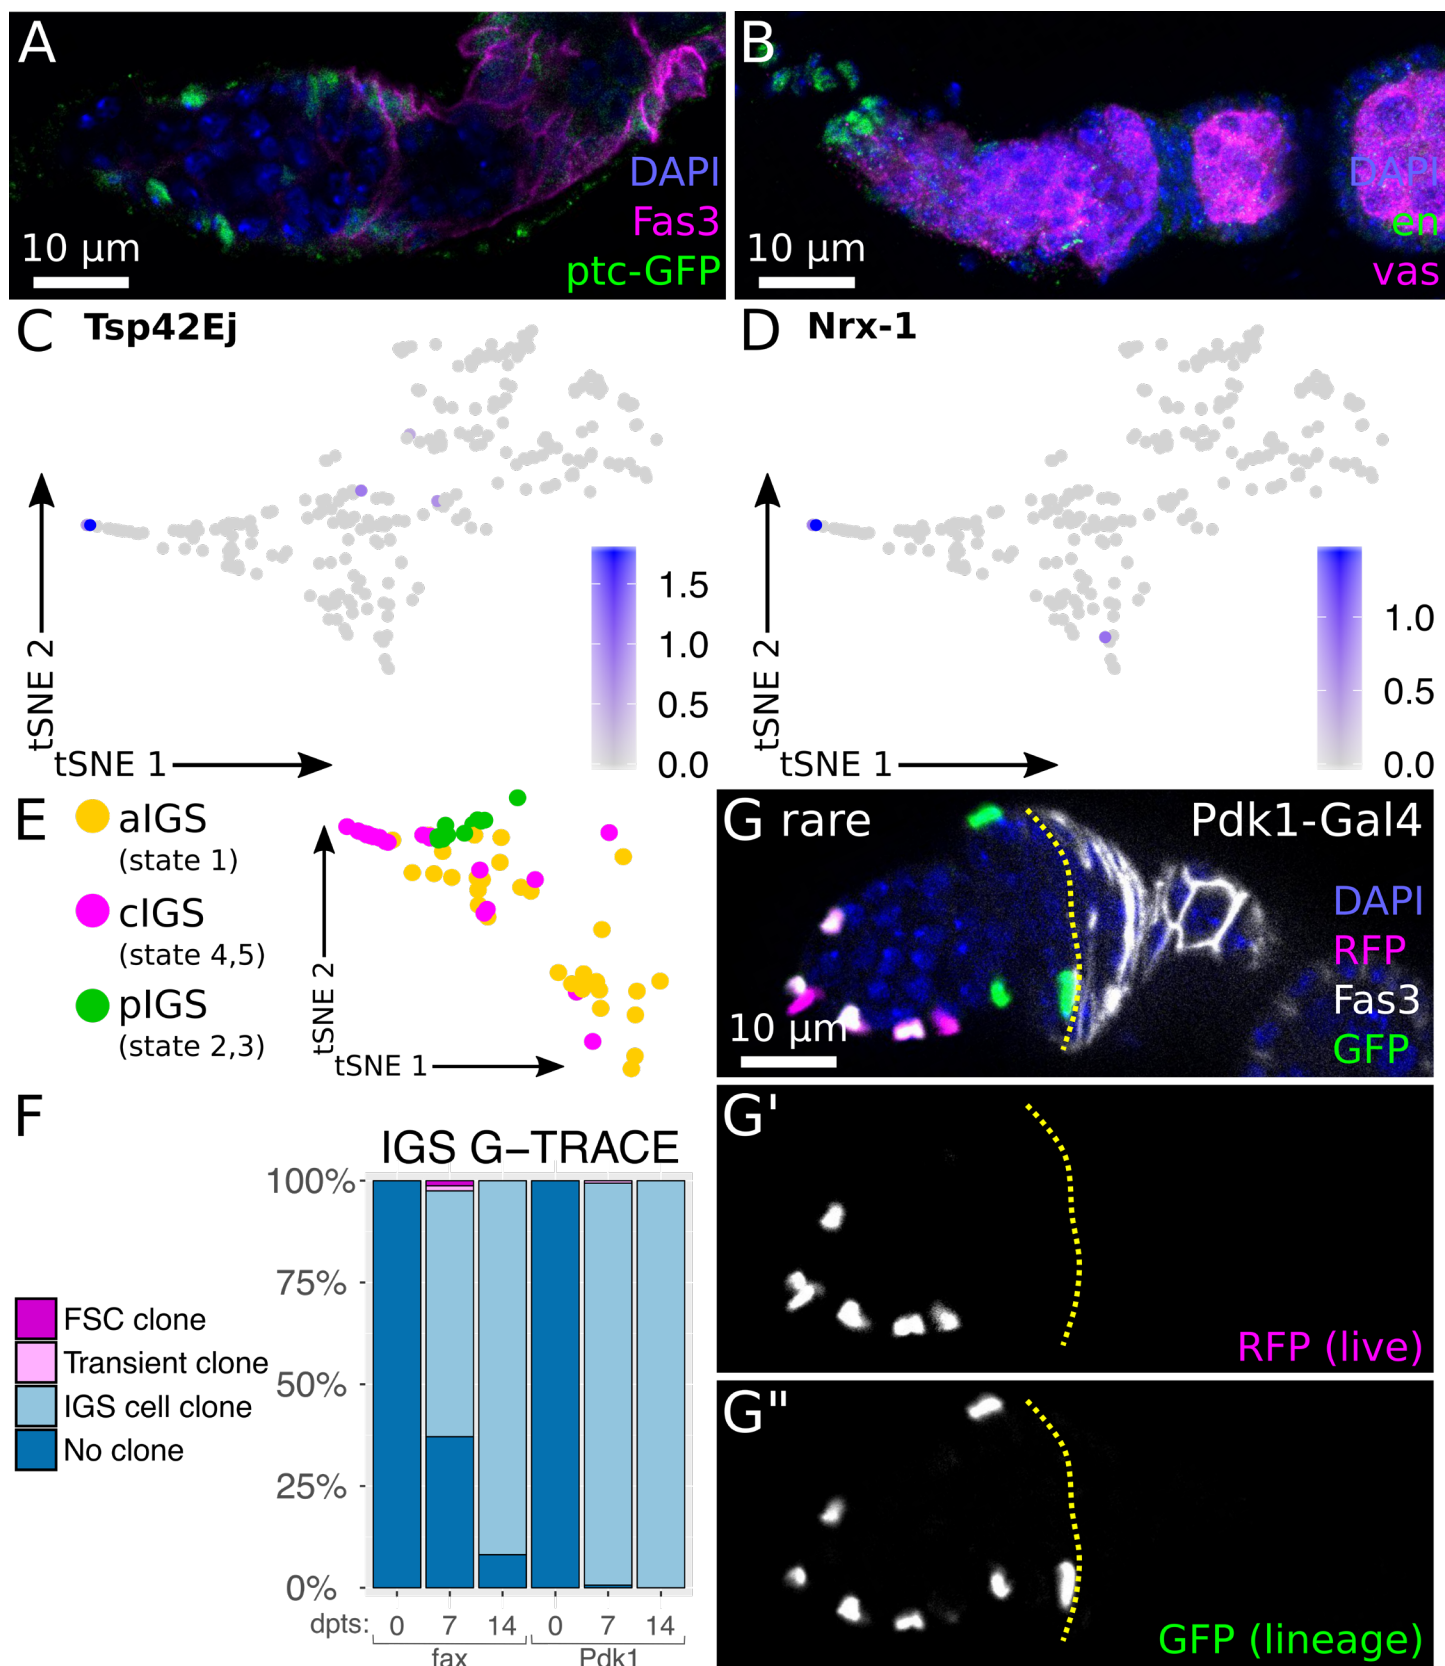 A
DAPI
Fas3
ptc-GFP
10 µm
B
DAPI
en
vas
10 µm
C Tsp42Ej
tSNE 2
tSNE 1
1.5
1.0
0.5
0.0
D Nrx-1
tSNE 2
tSNE 1
1.0
0.5
0.0
E
aIGS
(state 1)
cIGS
(state 4,5)
pIGS
(state 2,3)
tSNE 2
tSNE 1
F
IGS G−TRACE
100%
75%
50%
25%
0%
FSC clone
Transient clone
IGS cell clone
No clone
dpts: 0 7 14 0 7 14
fax Pdk1
G rare Pdk1-Gal4
DAPI
RFP
Fas3
GFP
10 µm
G'
RFP (live)
G"
GFP (lineage)